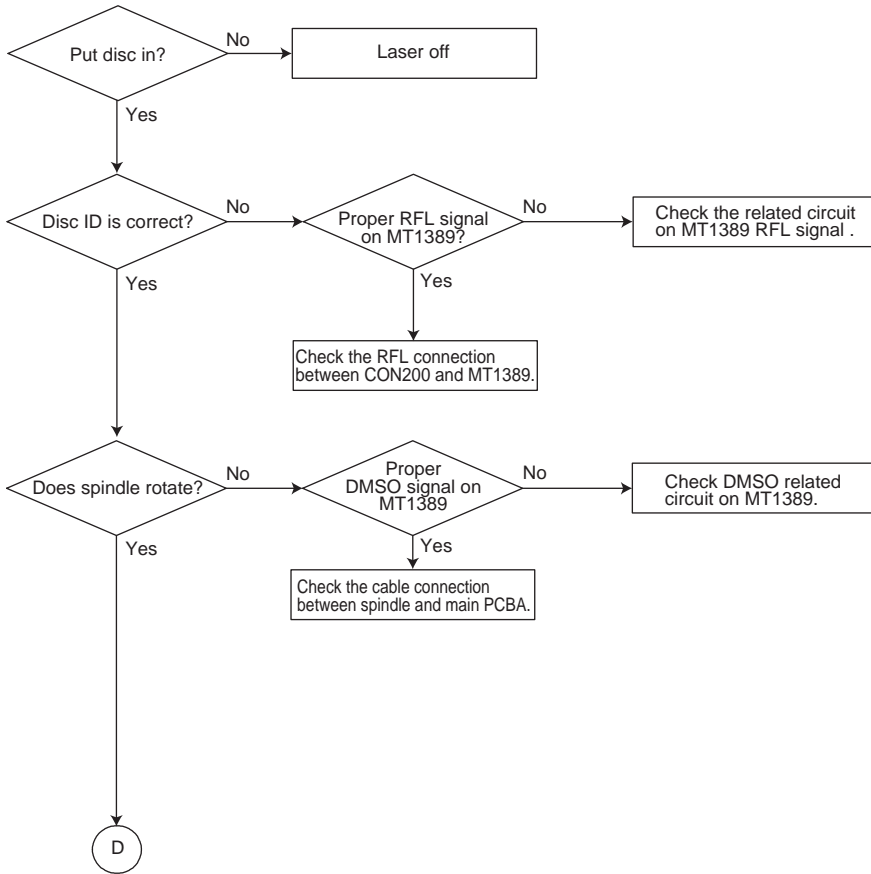 Put disc in?
No
Laser off
Yes
Disc ID is correct?
No
Proper RFL signal
on MT1389?
No
Check the related circuit
on MT1389 RFL signal .
Yes
Yes
Check the RFL connection
between CON200 and MT1389.
Does spindle rotate?
No
Proper
DMSO signal on
MT1389
No
Check DMSO related
circuit on MT1389.
Yes
Yes
Check the cable connection
between spindle and main PCBA.
D